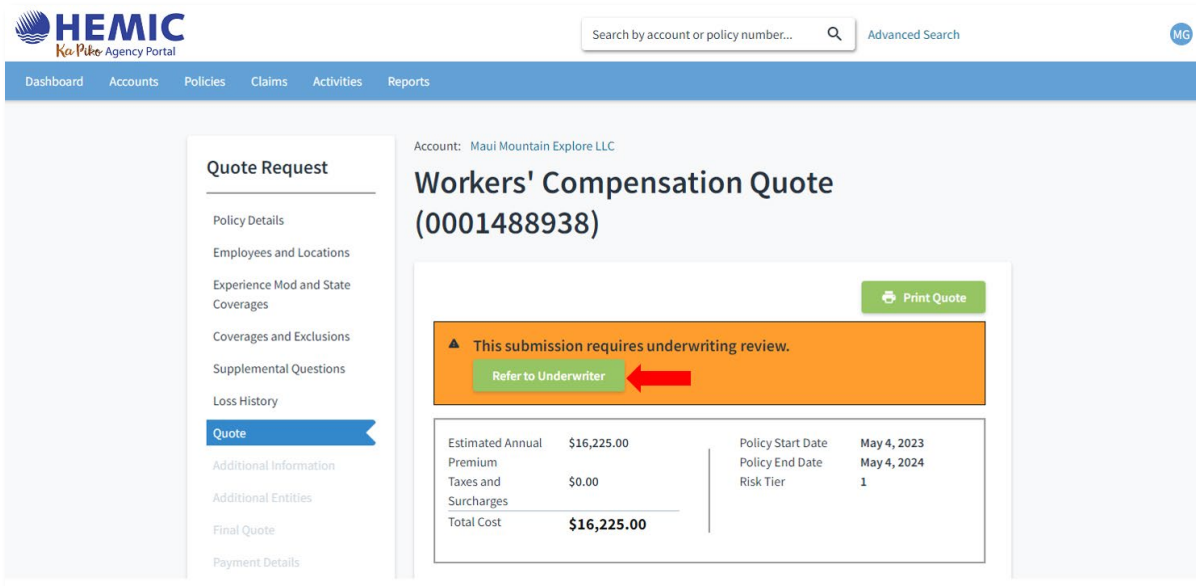 HEMIC
Ka Piko Agency Portal
Search by account or policy number...
Advanced Search
MG
Dashboard Accounts Policies Claims Activities Reports
Quote Request
Policy Details
Employees and Locations
Experience Mod and State
Coverages
Coverages and Exclusions
Supplemental Questions
Loss History
Quote
Additional Information
Additional Entities
Final Quote
Payment Details
Account: Maui Mountain Explore LLC
Workers' Compensation Quote
(0001488938)
Print Quote
This submission requires underwriting review.
Refer to Underwriter
Estimated Annual $16,225.00
Premium
Taxes and $0.00
Surcharges
Total Cost $16,225.00
Policy Start Date May 4, 2023
Policy End Date May 4, 2024
Risk Tier 1